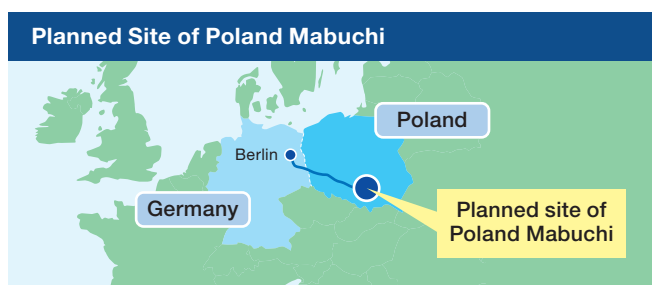 Planned Site of Poland Mabuchi
Poland
Berlin
Germany
Planned site of
Poland Mabuchi